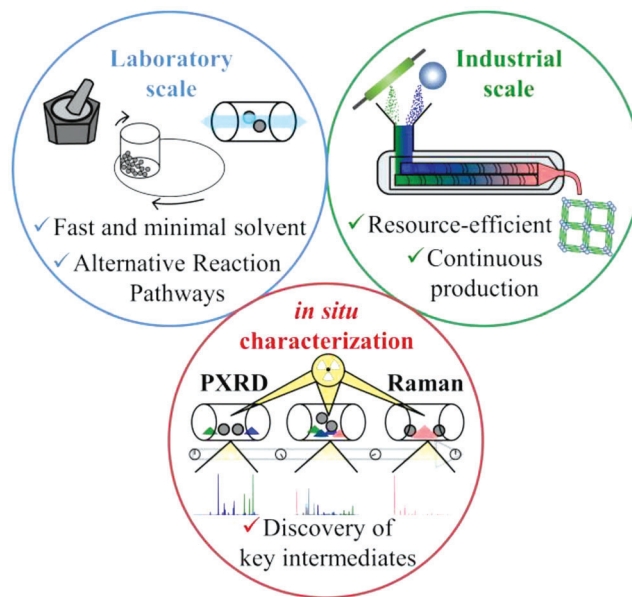 Laboratory
scale
✓ Fast and minimal solvent
✓ Alternative Reaction
Pathways
Industrial
scale
✓ Resource-efficient
✓ Continuous
production
in situ
characterization
PXRD
Raman
✓ Discovery of
key intermediates